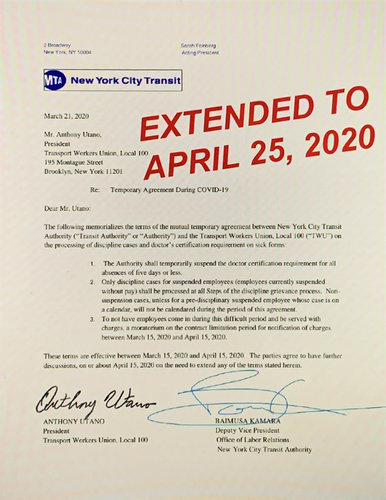 2 Broadway
New York, NY 10004
Sarah Feinberg
Acting President
MTA New York City Transit
EXTENDED TO
APRIL 25, 2020
March 21, 2020
Mr. Anthony Utano,
President
Transport Workers Union, Local 100
195 Montague Street
Brooklyn, New York 11201
Re: Temporary Agreement During COVID-19
Dear Mr. Utano:
The following memorializes the terms of the mutual temporary agreement between New York City Transit
Authority ("Transit Authority" or "Authority") and the Transport Workers Union, Local 100 ("TWU") on
the processing of discipline cases and doctor's certification requirement on sick forms:
1. The Authority shall temporarily suspend the doctor certification requirement for all
absences of five days or less.
2. Only discipline cases for suspended employees (employees currently suspended
without pay) shall be processed at all Steps of the discipline grievance process. Non-
suspension cases, unless for a pre-disciplinary suspended employee whose case is on
a calendar, will not be calendared during the period of this agreement.
3. To not have employees come in during this difficult period and be served with
charges, a moratorium on the contract limitation period for notification of charges
between March 15, 2020 and April 15, 2020.
These terms are effective between March 15, 2020 and April 15, 2020. The parties agree to have further
discussions, on or about April 15, 2020 on the need to extend any of the terms stated herein.
Anthony Utano
ANTHONY UTANO
President
Transport Workers Union, Local 100
BAIMUSA KAMARA
Deputy Vice President
Office of Labor Relations
New York City Transit Authority